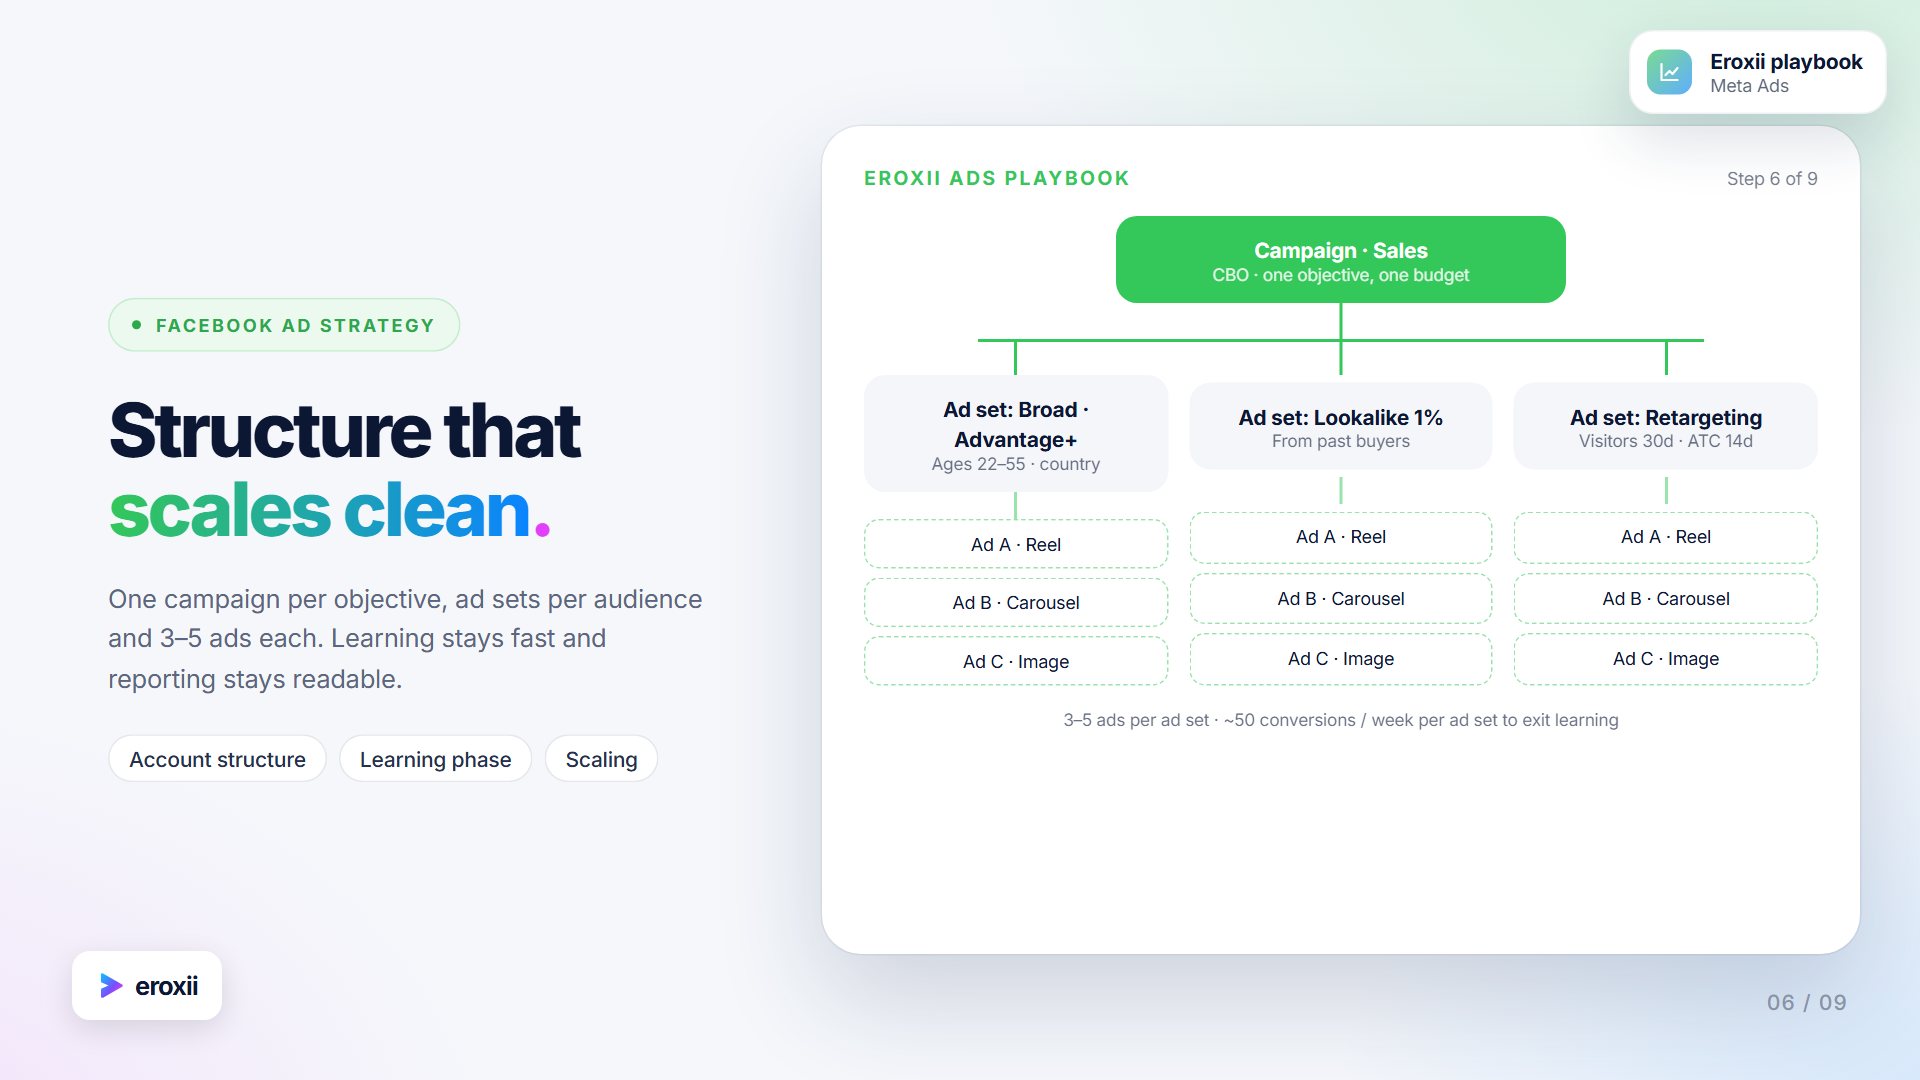 Eroxii playbook
Meta Ads
EROXII ADS PLAYBOOK
Step 6 of 9
FACEBOOK AD STRATEGY
Structure that
scales clean.
One campaign per objective, ad sets per audience
and 3–5 ads each. Learning stays fast and
reporting stays readable.
Account structure
Learning phase
Scaling
Campaign · Sales
CBO · one objective, one budget
Ad set: Broad ·
Advantage+
Ages 22–55 · country
Ad A · Reel
Ad B · Carousel
Ad C · Image
Ad set: Lookalike 1%
From past buyers
Ad A · Reel
Ad B · Carousel
Ad C · Image
Ad set: Retargeting
Visitors 30d · ATC 14d
Ad A · Reel
Ad B · Carousel
Ad C · Image
3–5 ads per ad set · ~50 conversions / week per ad set to exit learning
eroxii
06 / 09